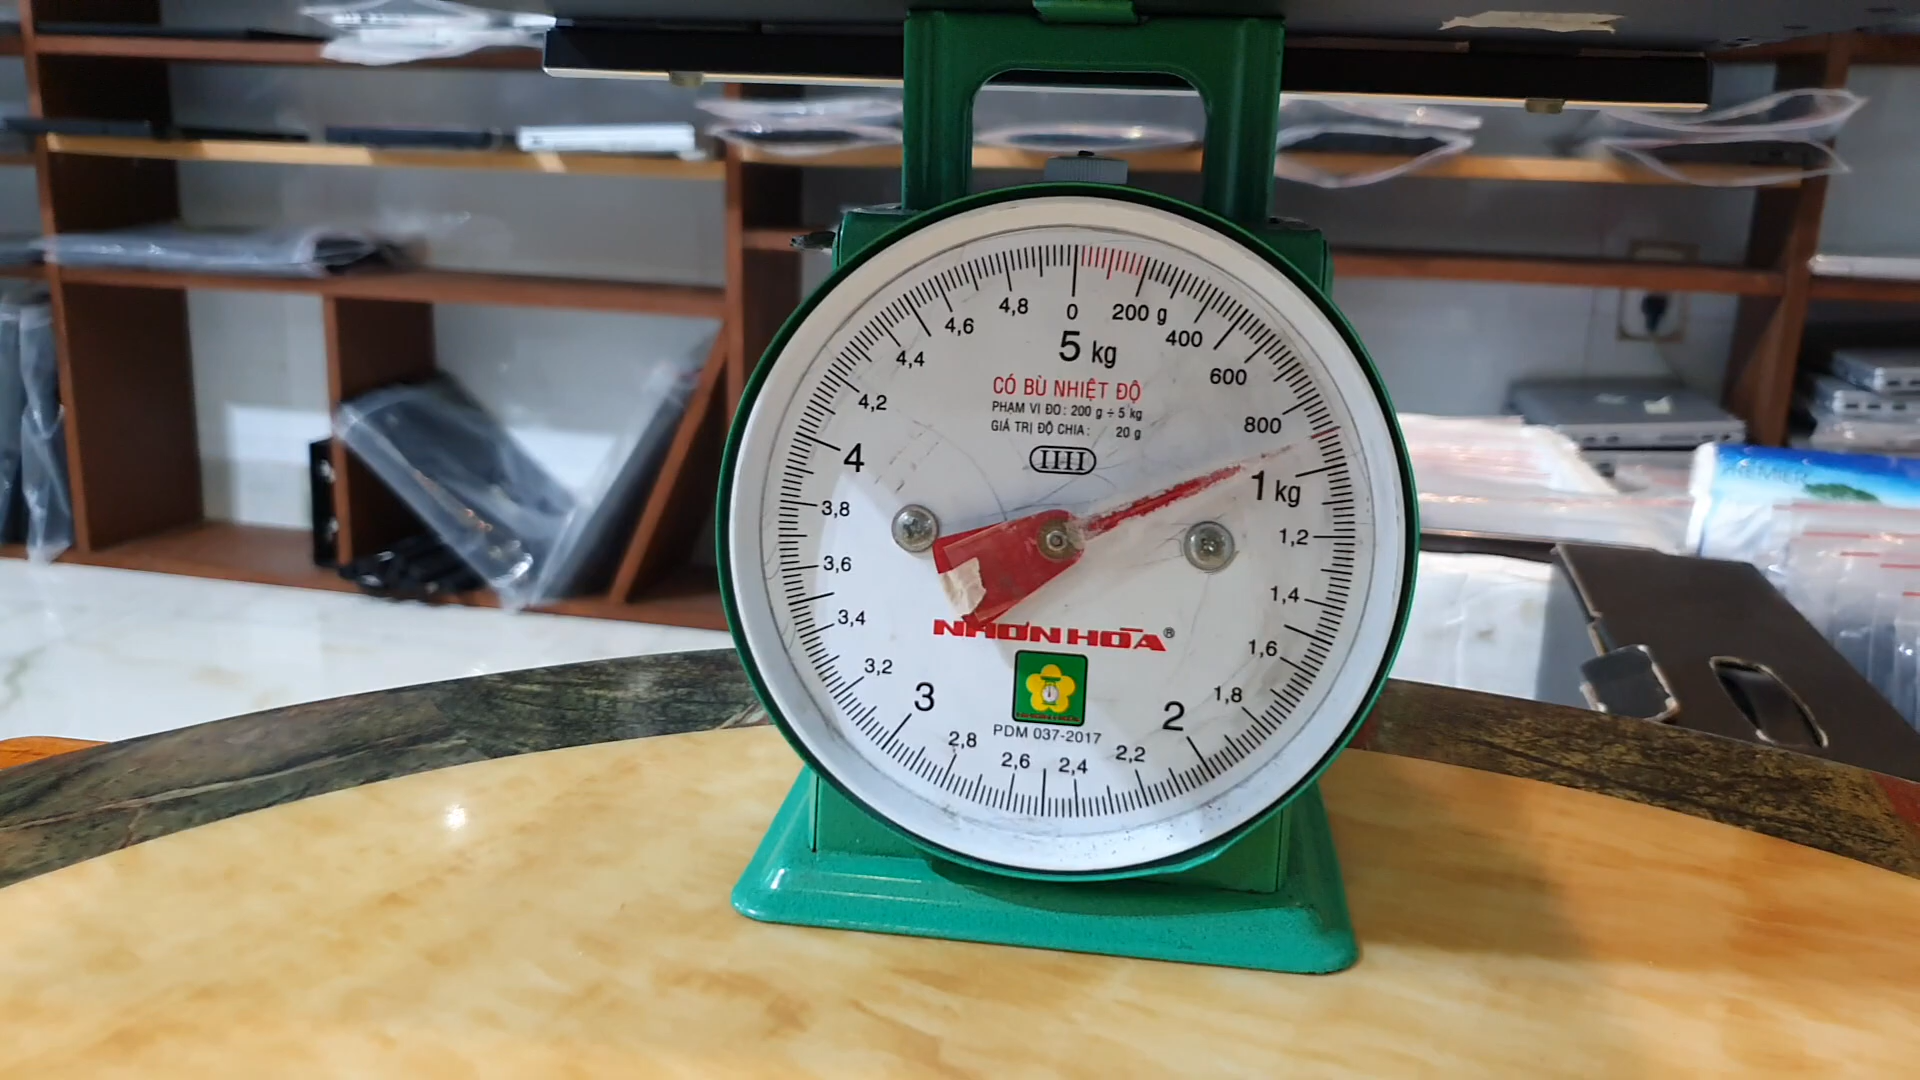 0
200 g
400
600
800
1 kg
1,2
1,4
1,6
1,8
2
2,2
2,4
2,6
2,8
3
3,2
3,4
3,6
3,8
4
4,2
4,4
4,6
4,8
5 kg
CÓ BÙ NHIỆT ĐỘ
PHẠM VI ĐO: 200 g ÷ 5 kg
GIÁ TRỊ ĐỘ CHIA: 20 g
IIII
NHƠN HÒA®
NHƠN HÒA
PDM 037-2017
PREMIER